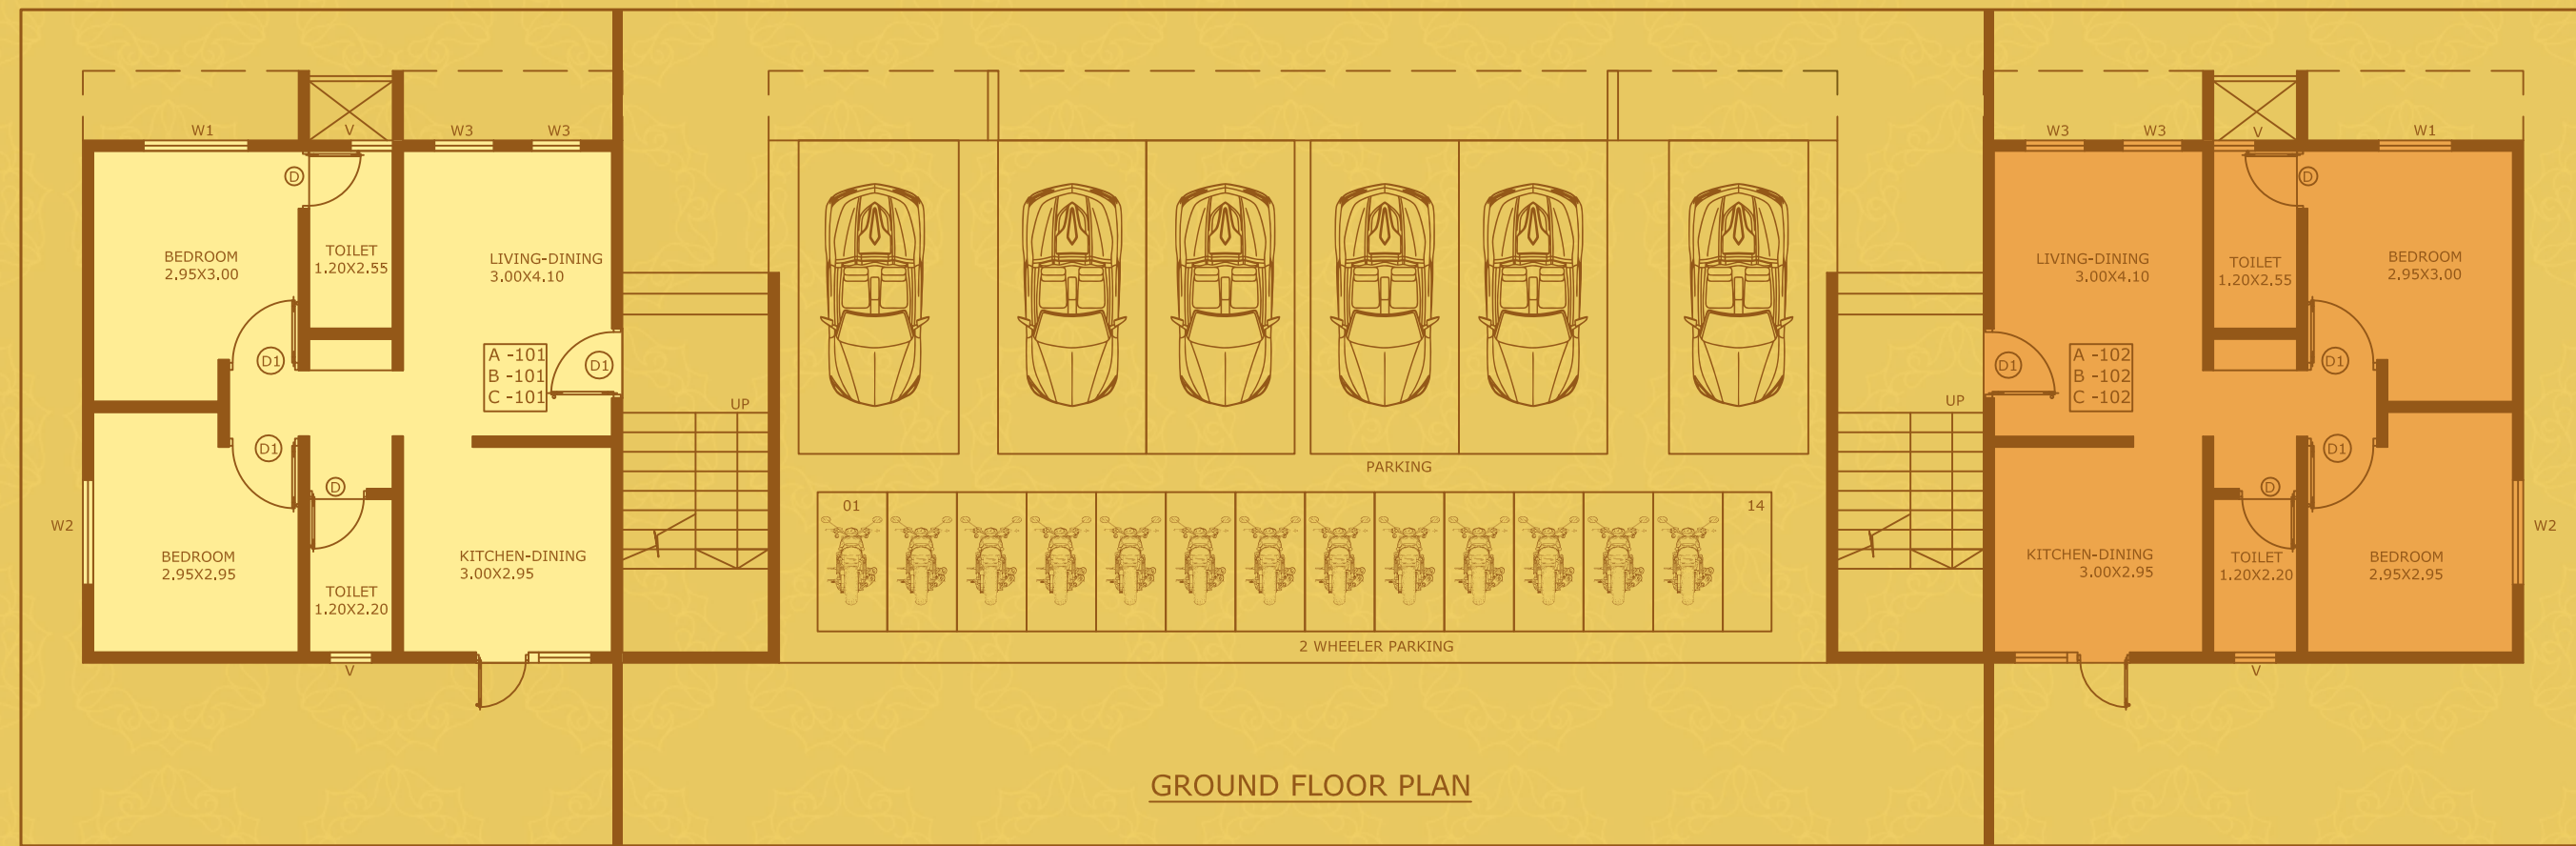 W1
V
W3
W3
D
BEDROOM
2.95X3.00
TOILET
1.20X2.55
LIVING-DINING
3.00X4.10
D1
A -101
B -101
C -101
D1
D1
D
W2
BEDROOM
2.95X2.95
TOILET
1.20X2.20
KITCHEN-DINING
3.00X2.95
V
UP
PARKING
01
14
2 WHEELER PARKING
UP
W3
W3
V
W1
D
LIVING-DINING
3.00X4.10
TOILET
1.20X2.55
BEDROOM
2.95X3.00
D1
A -102
B -102
C -102
D1
D1
D
W2
KITCHEN-DINING
3.00X2.95
TOILET
1.20X2.20
BEDROOM
2.95X2.95
V
GROUND FLOOR PLAN